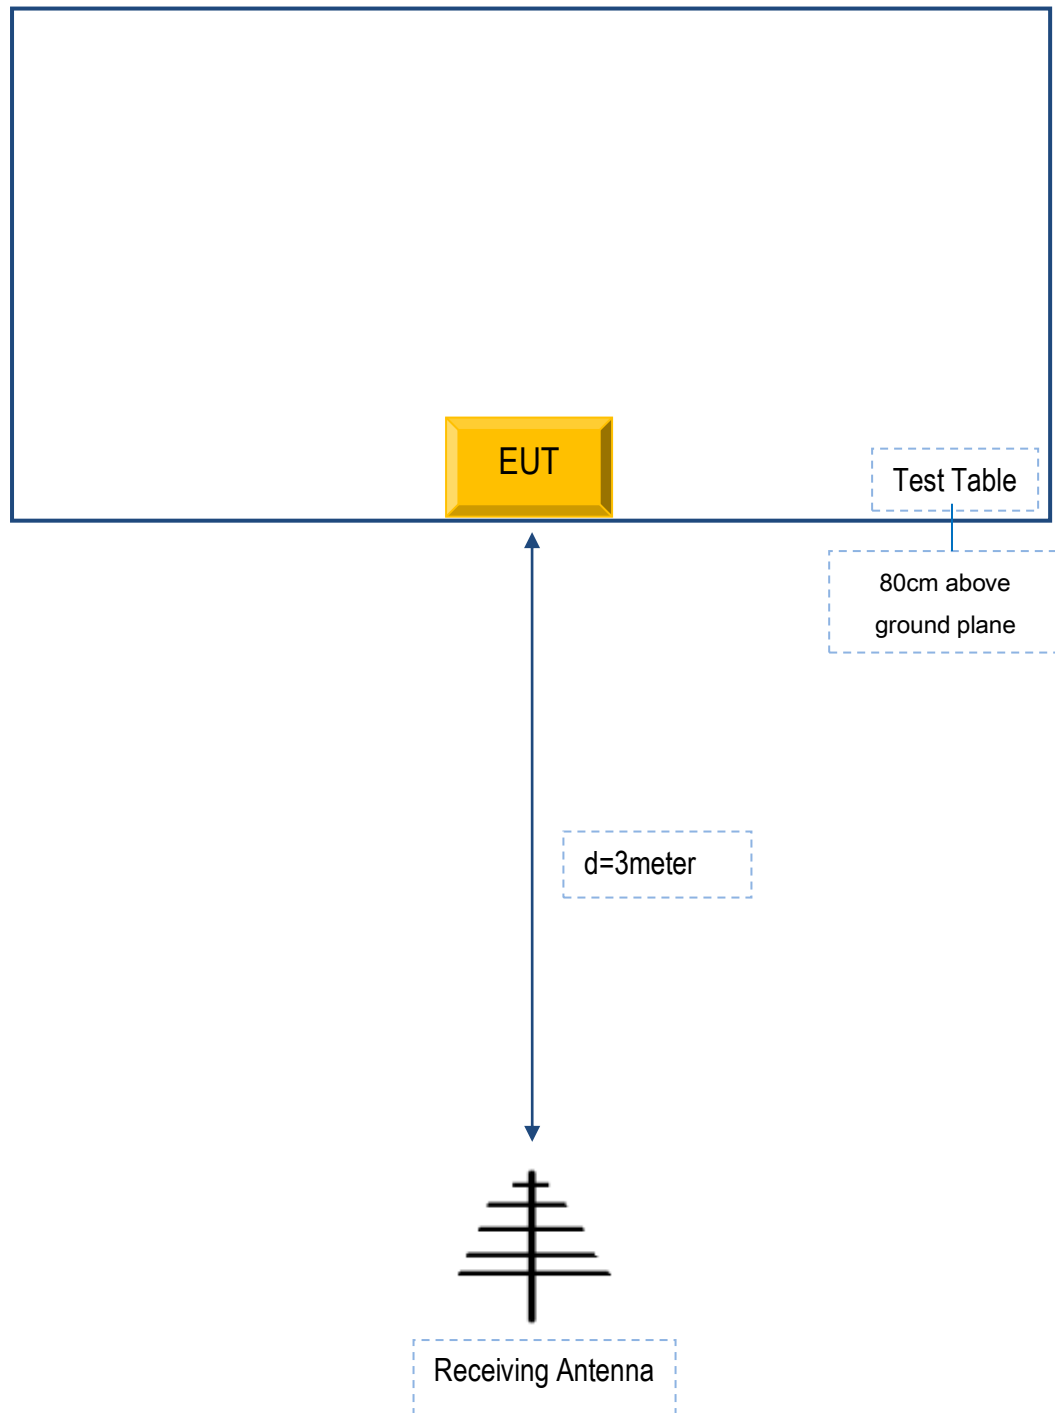 EUT
Test Table
80cm above
ground plane
d=3meter
Receiving Antenna